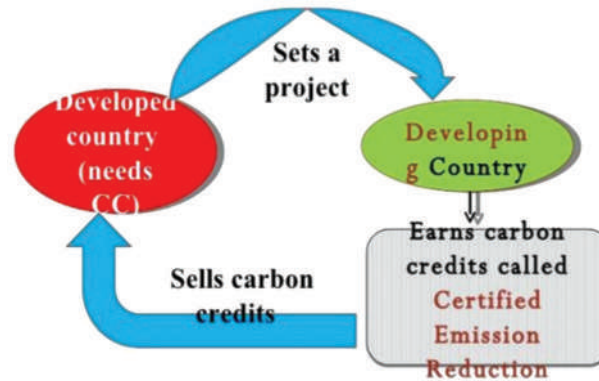 Sets a
project
Developed
country
(needs
CC)
Developin
g Country
Earns carbon
credits called
Certified
Emission
Reduction
Sells carbon
credits